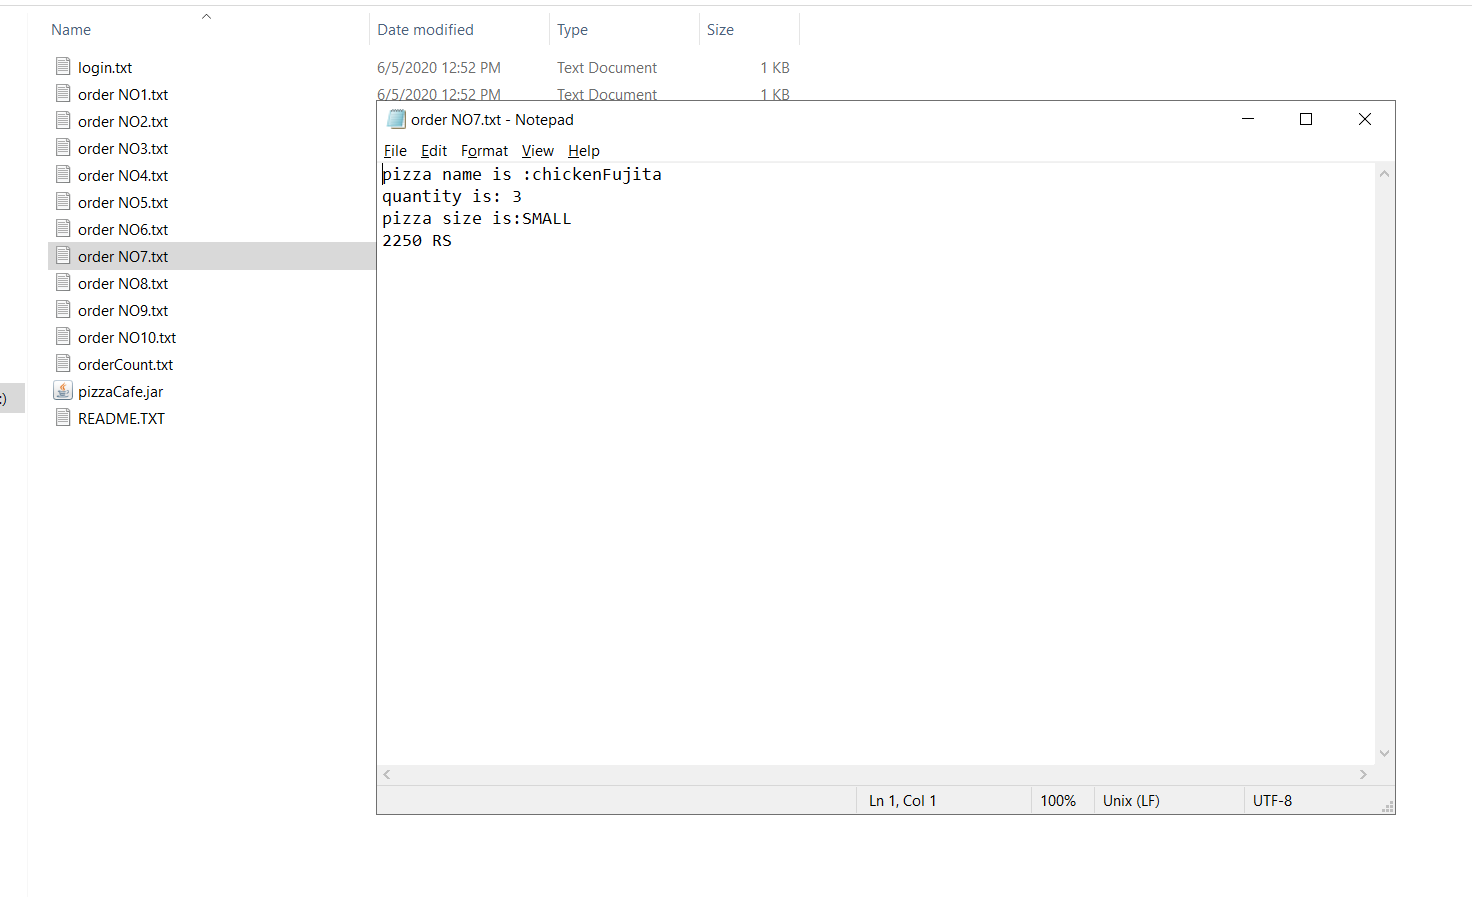 Name Date modified Type Size
login.txt 6/5/2020 12:52 PM Text Document 1 KB
order NO1.txt 6/5/2020 12:52 PM Text Document 1 KB
order NO2.txt
order NO3.txt
order NO4.txt
order NO5.txt
order NO6.txt
order NO7.txt
order NO8.txt
order NO9.txt
order NO10.txt
orderCount.txt
pizzaCafe.jar
README.TXT
:)
order NO7.txt - Notepad
File Edit Format View Help
pizza name is :chickenFujita
quantity is: 3
pizza size is:SMALL
2250 RS
Ln 1, Col 1 100% Unix (LF) UTF-8